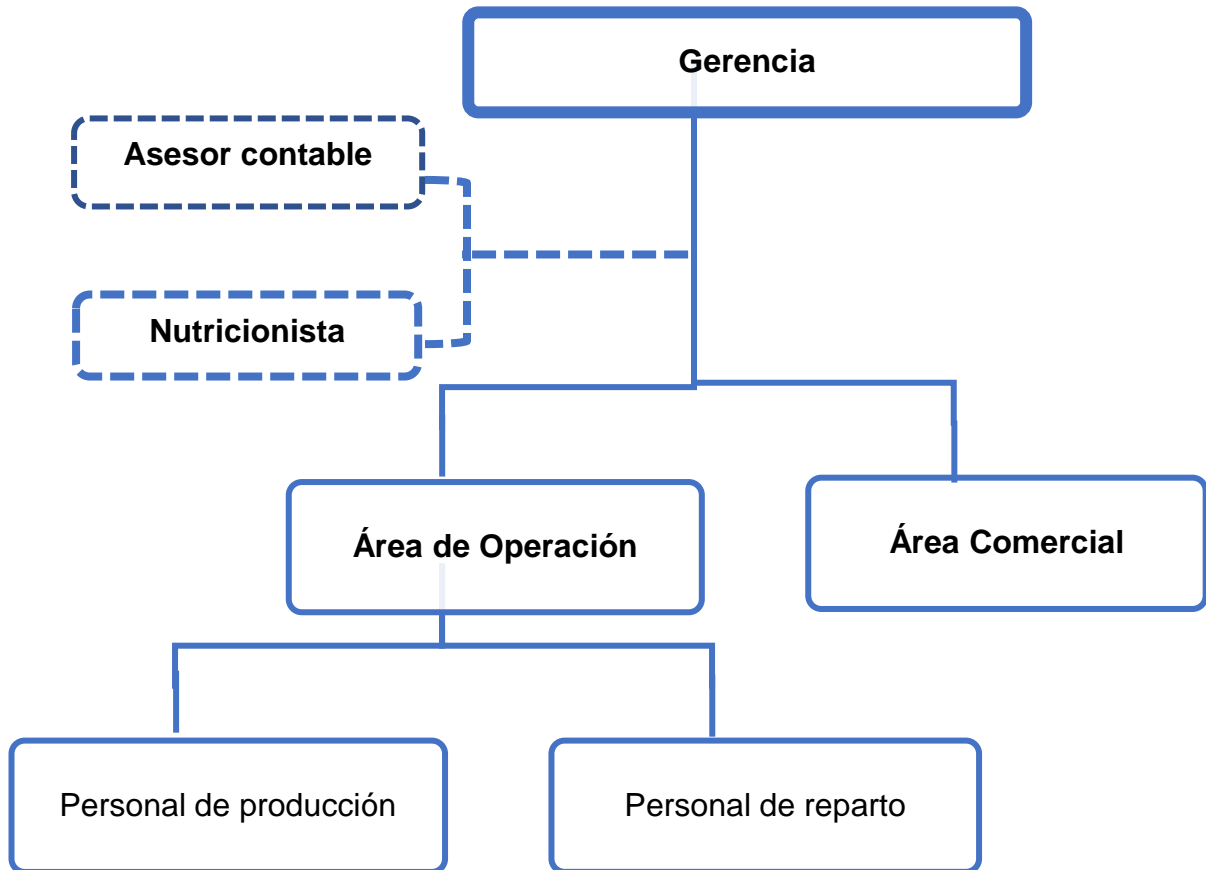 Gerencia
Asesor contable
Nutricionista
Área de Operación
Área Comercial
Personal de producción
Personal de reparto